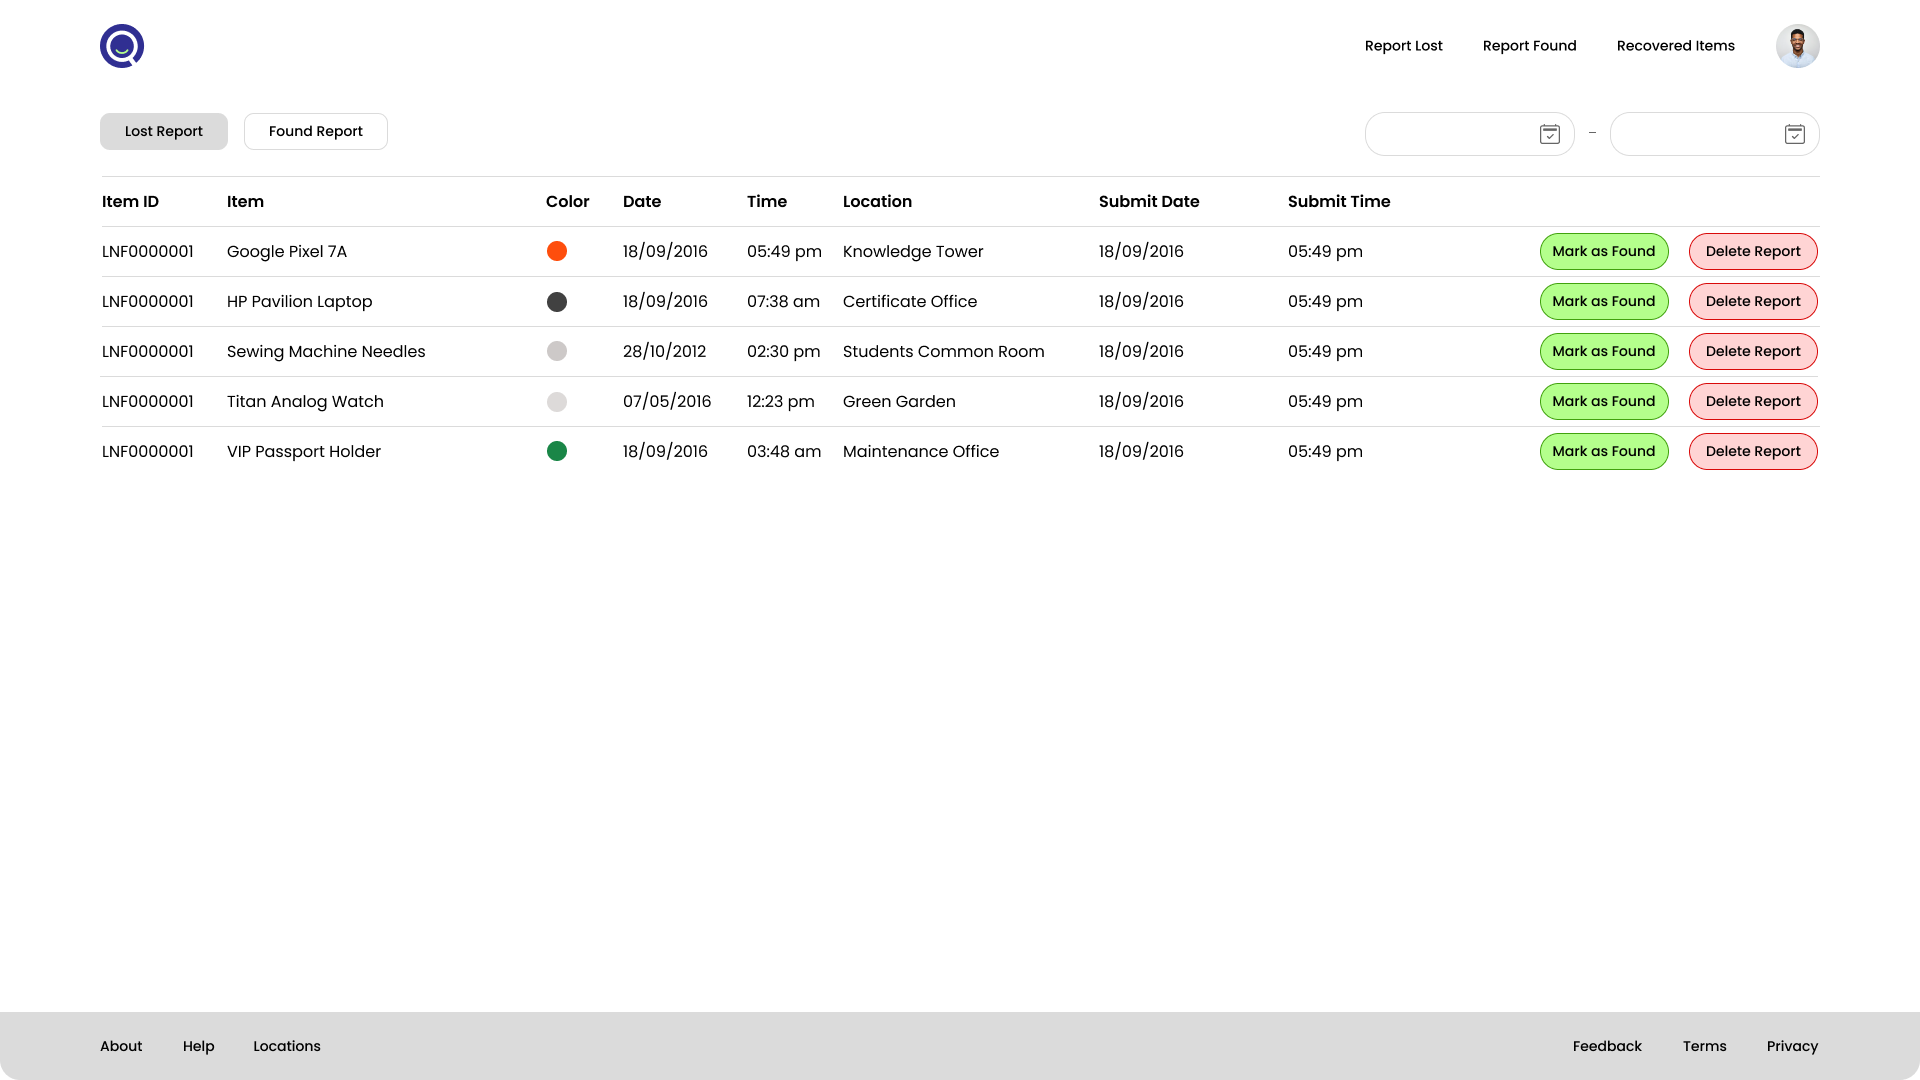 Report Lost Report Found Recovered Items
Lost Report Found Report –
Item ID Item Color Date Time Location Submit Date Submit Time
LNF0000001 Google Pixel 7A 18/09/2016 05:49 pm Knowledge Tower 18/09/2016 05:49 pm Mark as Found Delete Report
LNF0000001 HP Pavilion Laptop 18/09/2016 07:38 am Certificate Office 18/09/2016 05:49 pm Mark as Found Delete Report
LNF0000001 Sewing Machine Needles 28/10/2012 02:30 pm Students Common Room 18/09/2016 05:49 pm Mark as Found Delete Report
LNF0000001 Titan Analog Watch 07/05/2016 12:23 pm Green Garden 18/09/2016 05:49 pm Mark as Found Delete Report
LNF0000001 VIP Passport Holder 18/09/2016 03:48 am Maintenance Office 18/09/2016 05:49 pm Mark as Found Delete Report
About Help Locations Feedback Terms Privacy